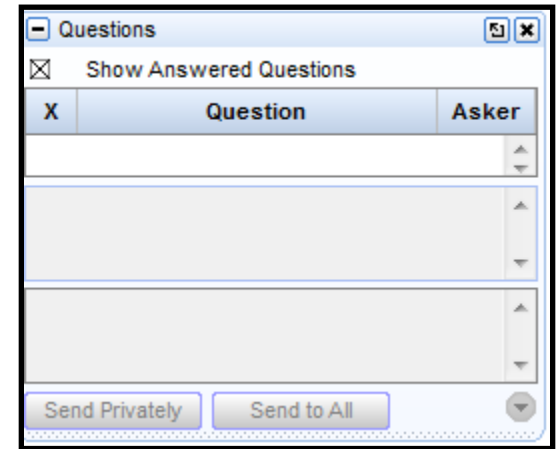 Questions
Show Answered Questions
X Question Asker
Send Privately Send to All